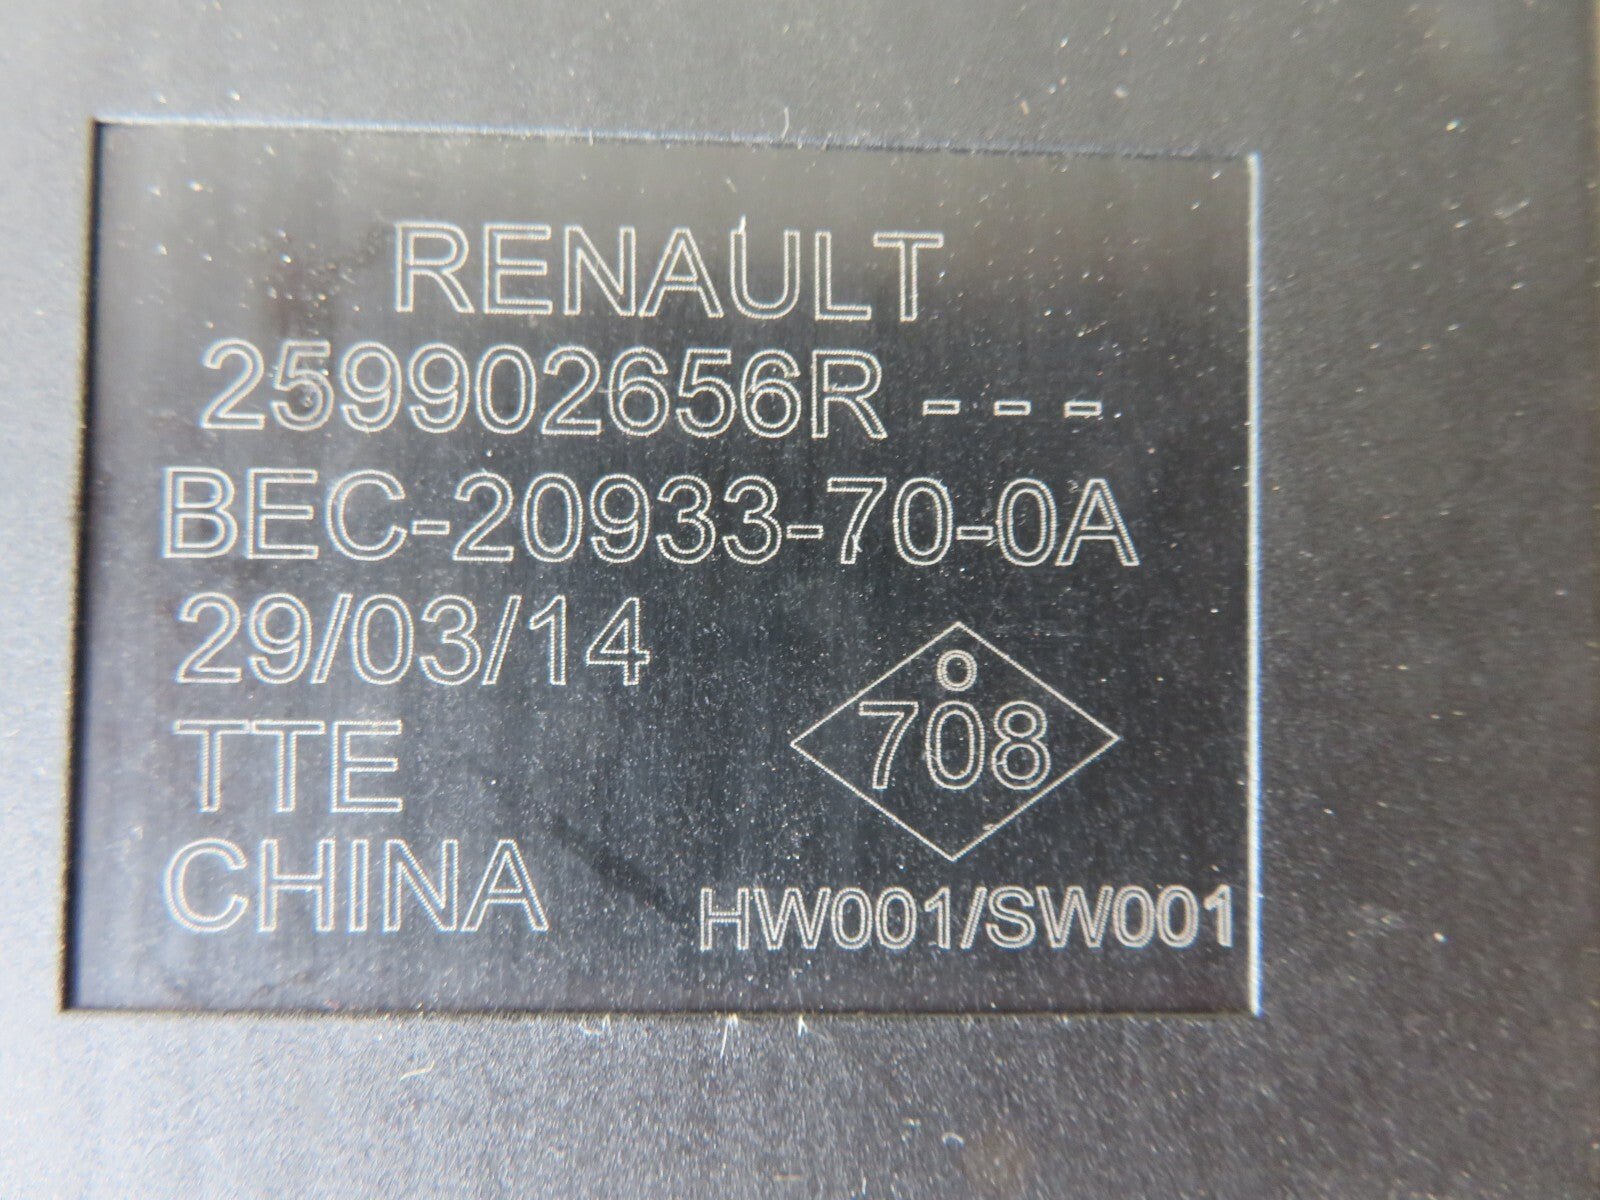 RENAULT
259902656R - - -
BEC-20933-70-0A
29/03/14
o
708
TTE
CHINA
HW001/SW001